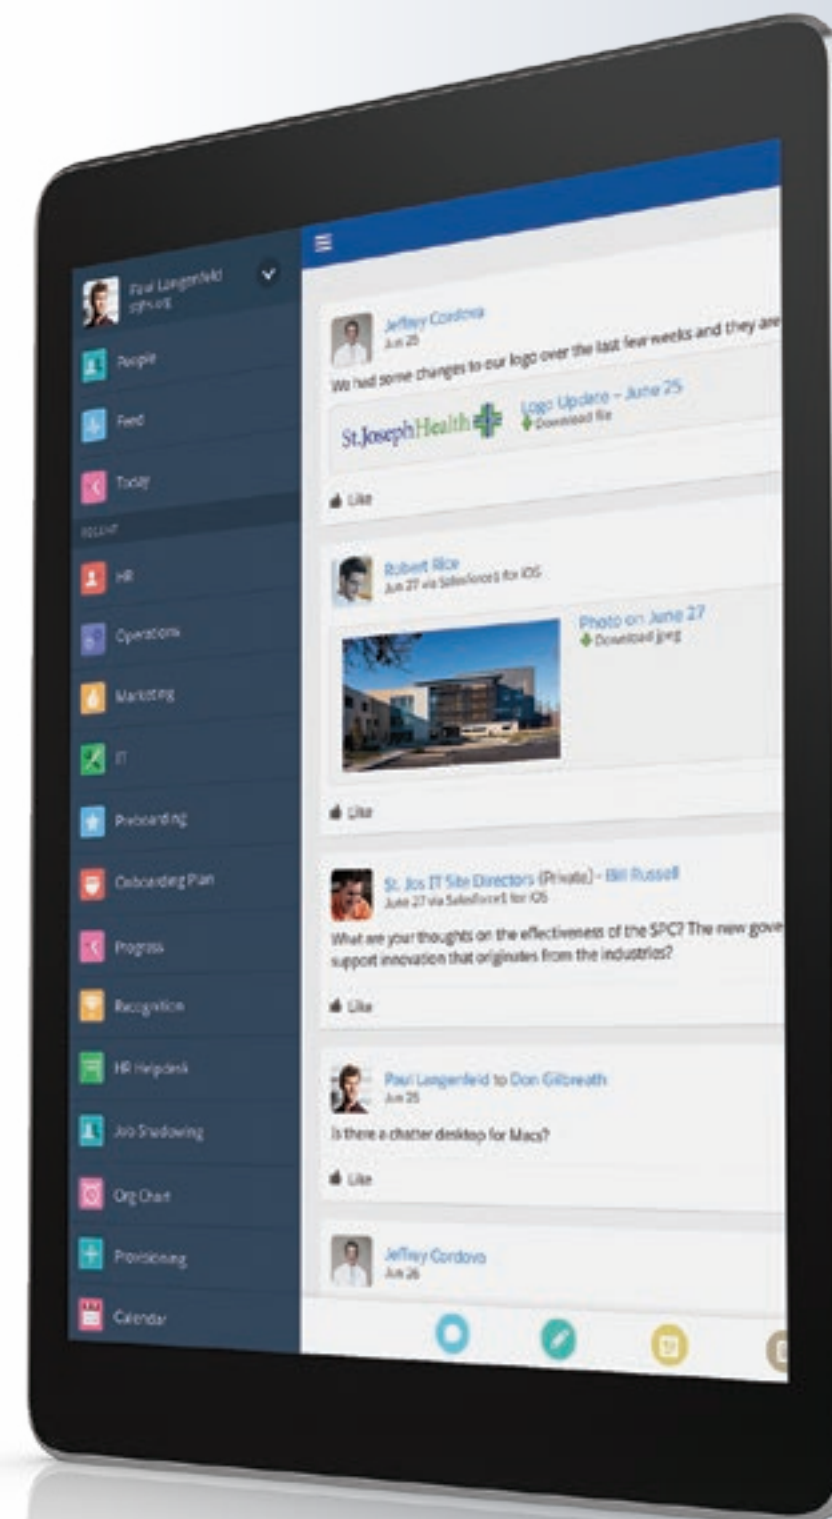 Paul Langenfeld
sjjhs.org
People
Feed
Today
RECENT
HR
Operations
Marketing
IT
Preboarding
Onboarding Plan
Progress
Recognition
HR Helpdesk
Job Shadowing
Org Chart
Provisioning
Calendar
Jeffrey Cordova
Jun 25
We had some changes to our logo over the last few weeks and they are
St.JosephHealth
Logo Update - June 25
Download file
Like
Robert Rice
Jun 27 via Salesforce1 for iOS
Photo on June 27
Download jpeg
Like
St. Jos IT Site Directors (Private) - Bill Russell
June 27 via Salesforce1 for iOS
What are your thoughts on the effectiveness of the SPC? The new gove
support innovation that originates from the industries?
Like
Paul Langenfeld to Don Gilbreath
Jun 25
Is there a chatter desktop for Macs?
Like
Jeffrey Cordova
Jun 26